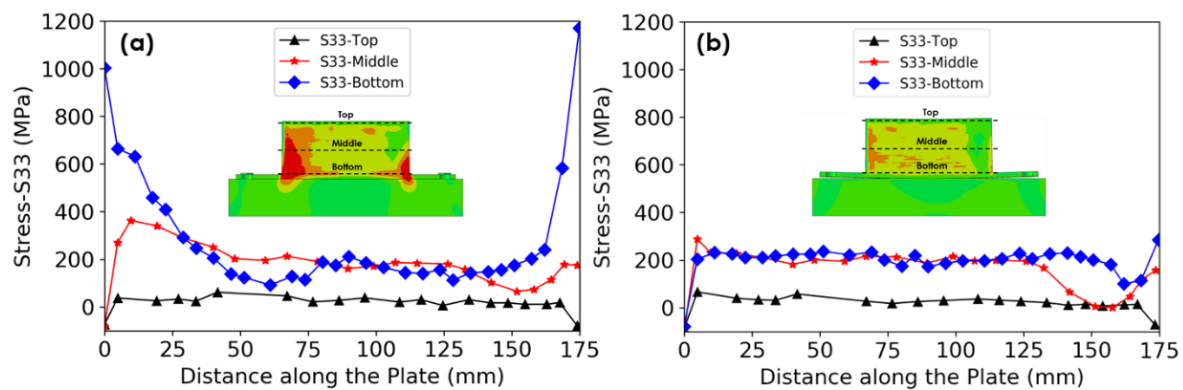 (a)
S33-Top
S33-Middle
S33-Bottom
Top
Middle
Bottom
Stress-S33 (MPa)
1200
1000
800
600
400
200
0
0 25 50 75 100 125 150 175
Distance along the Plate (mm)
(b)
S33-Top
S33-Middle
S33-Bottom
Top
Middle
Bottom
Stress-S33 (MPa)
1200
1000
800
600
400
200
0
0 25 50 75 100 125 150 175
Distance along the Plate (mm)